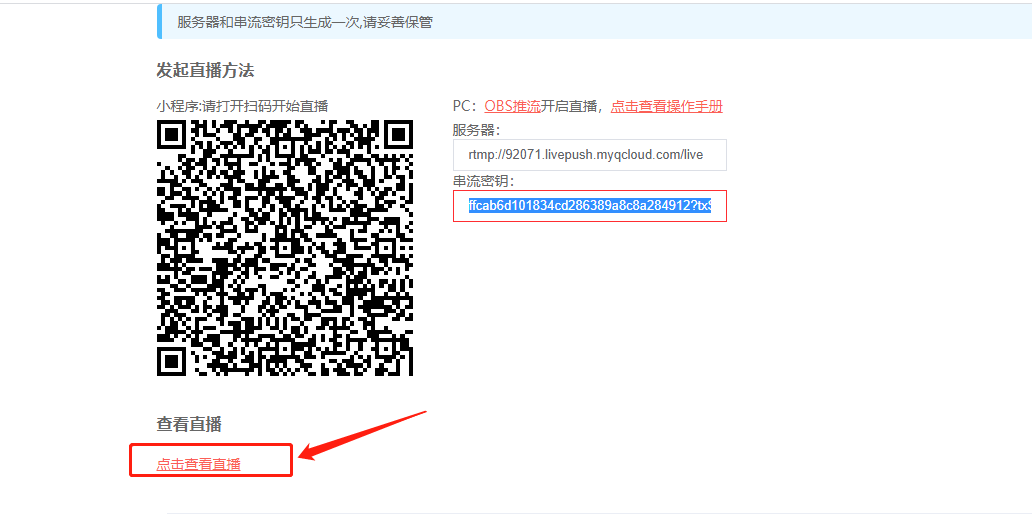 服务器和串流密钥只生成一次,请妥善保管
发起直播方法
小程序:请打开扫码开始直播
PC：OBS推流开启直播，点击查看操作手册
服务器：
rtmp://92071.livepush.myqcloud.com/live
串流密钥：
ffcab6d101834cd286389a8c8a284912?txS
查看直播
点击查看直播